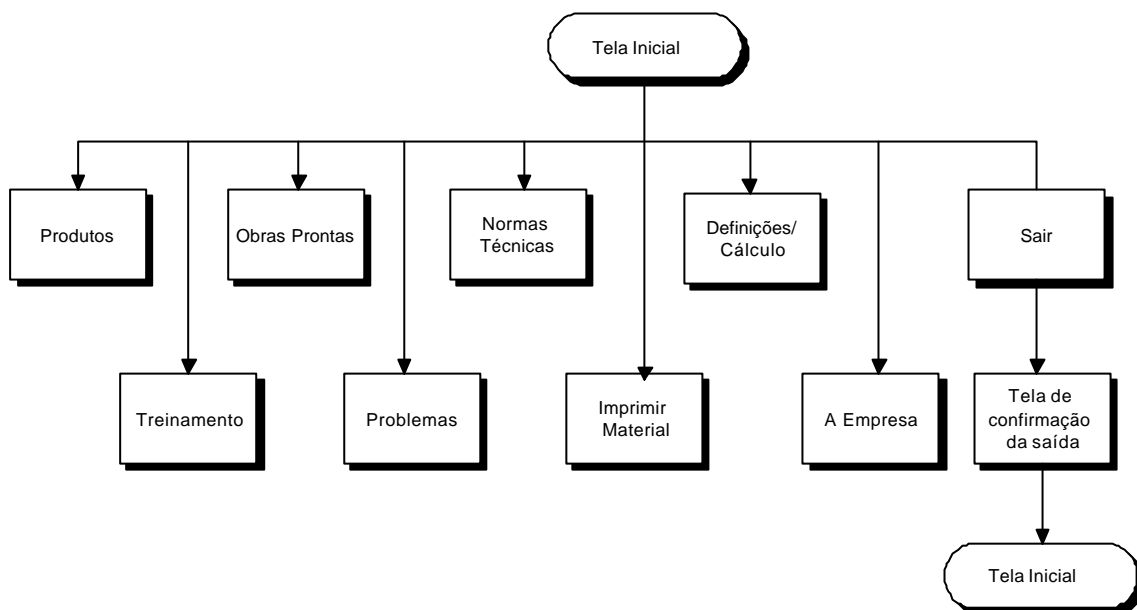 Tela Inicial
Produtos
Obras Prontas
Normas
Técnicas
Definições/
Cálculo
Sair
Treinamento
Problemas
Imprimir
Material
A Empresa
Tela de
confirmação
da saída
Tela Inicial